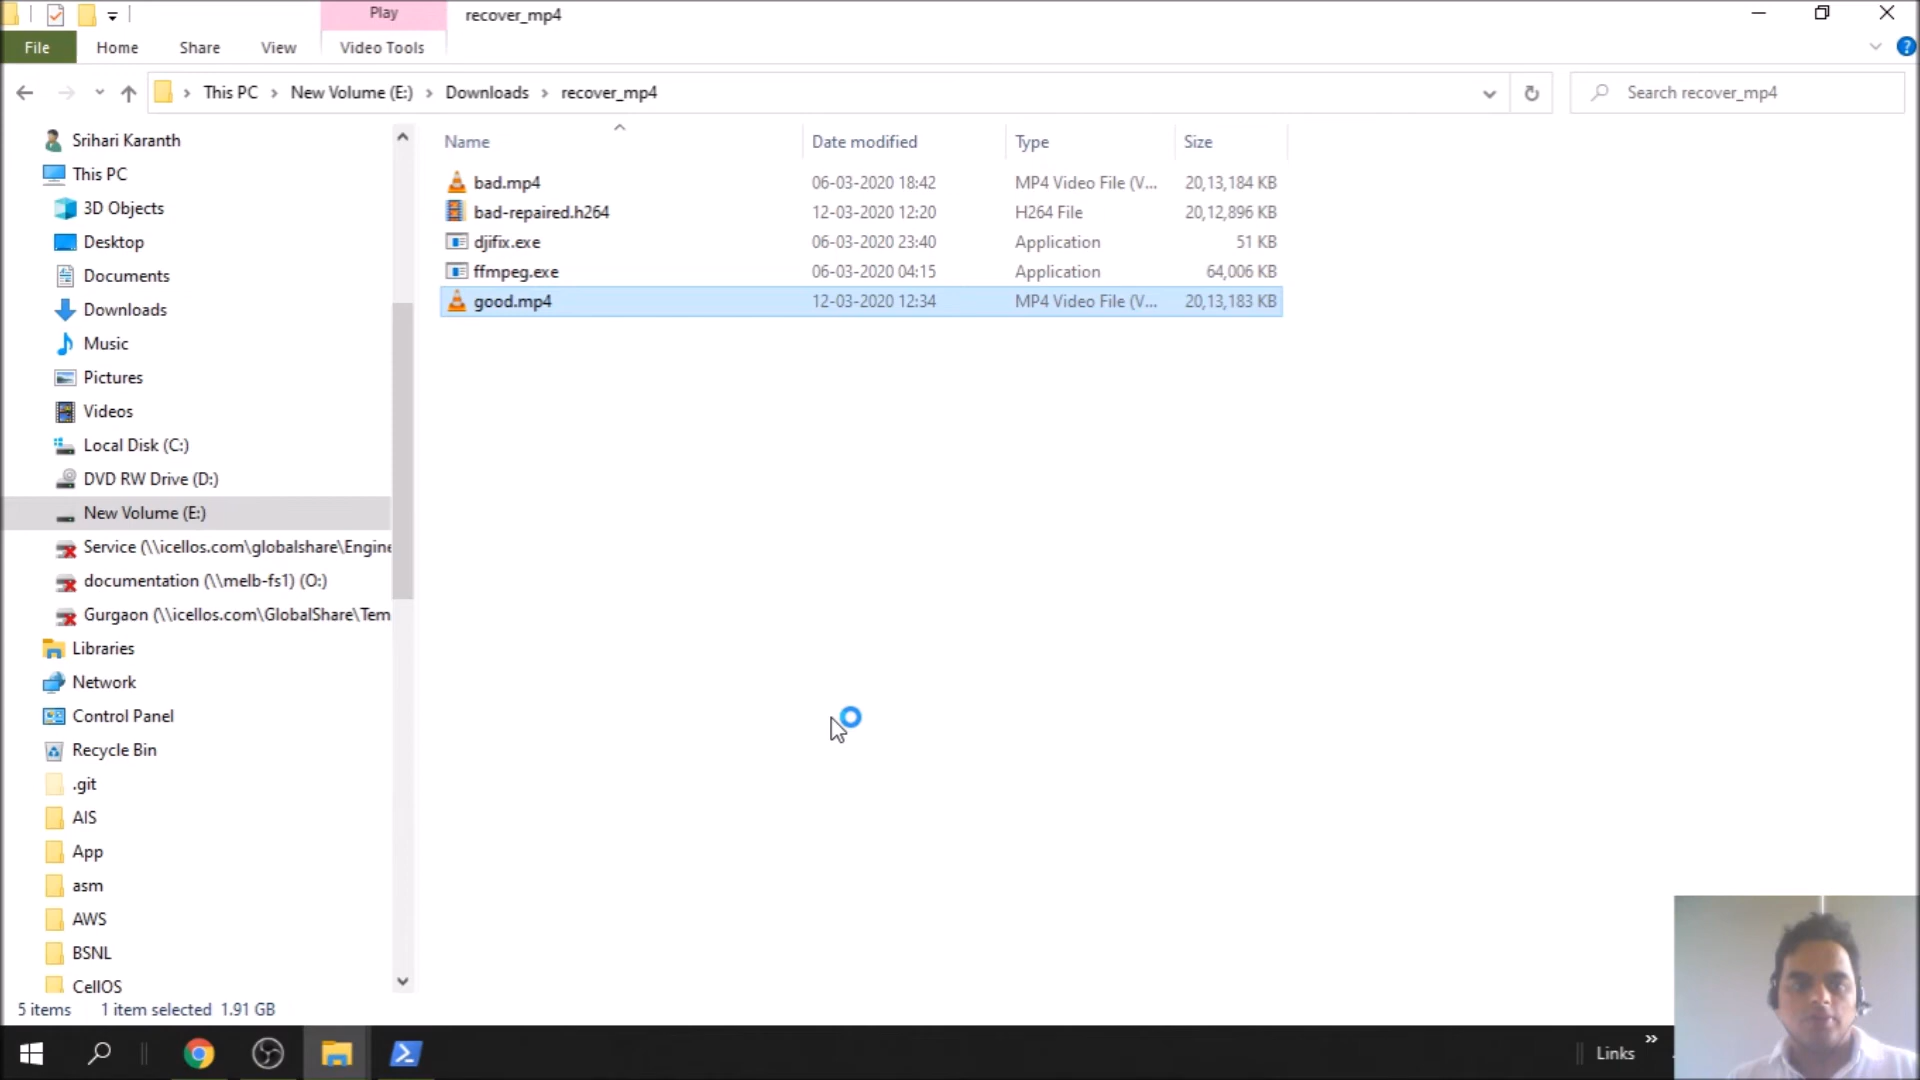 Play
recover_mp4
File
Home
Share
View
Video Tools
This PC
New Volume (E:)
Downloads
recover_mp4
Search recover_mp4
Name
Date modified
Type
Size
bad.mp4 06-03-2020 18:42 MP4 Video File (V... 20,13,184 KB
bad-repaired.h264 12-03-2020 12:20 H264 File 20,12,896 KB
djifix.exe 06-03-2020 23:40 Application 51 KB
ffmpeg.exe 06-03-2020 04:15 Application 64,006 KB
good.mp4 12-03-2020 12:34 MP4 Video File (V... 20,13,183 KB
Srihari Karanth
This PC
3D Objects
Desktop
Documents
Downloads
Music
Pictures
Videos
Local Disk (C:)
DVD RW Drive (D:)
New Volume (E:)
Service (\\icellos.com\globalshare\Engine
documentation (\\melb-fs1) (O:)
Gurgaon (\\icellos.com\GlobalShare\Tem
Libraries
Network
Control Panel
Recycle Bin
.git
AIS
App
asm
AWS
BSNL
CellOS
5 items 1 item selected 1.91 GB
Links